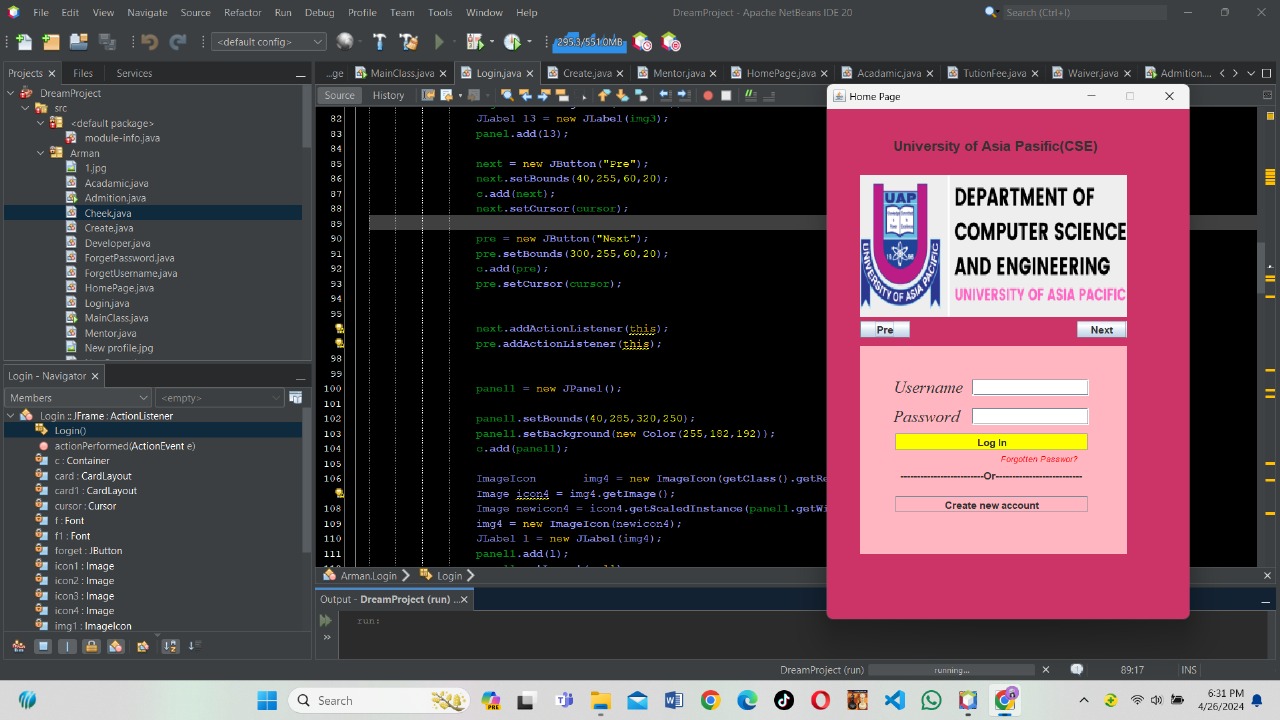 File Edit View Navigate Source Refactor Run Debug Profile Team Tools Window Help
DreamProject - Apache NetBeans IDE 20
Search (Ctrl+I)
<default config>
295.3/551.0MB
Projects
Files
Services
...ge
MainClass.java
Login.java
Create.java
Mentor.java
HomePage.java
Acadamic.java
TutionFee.java
Waiver.java
Admition....
Source
History
DreamProject
src
<default package>
module-info.java
Arman
1.jpg
Acadamic.java
Admition.java
Cheek.java
Create.java
Developer.java
ForgetPassword.java
ForgetUsername.java
HomePage.java
Login.java
MainClass.java
Mentor.java
New profile.jpg
82 JLabel l3 = new JLabel(img3);
83 panel.add(l3);
84
85 next = new JButton("Pre");
86 next.setBounds(40,255,60,20);
87 c.add(next);
88 next.setCursor(cursor);
89
90 pre = new JButton("Next");
91 pre.setBounds(300,255,60,20);
92 c.add(pre);
93 pre.setCursor(cursor);
94
95
next.addActionListener(this);
pre.addActionListener(this);
98
99
100 panel1 = new JPanel();
101
102 panel1.setBounds(40,285,320,250);
103 panel1.setBackground(new Color(255,182,192));
104 c.add(panel1);
105
106 ImageIcon img4 = new ImageIcon(getClass().getRe
Image icon4 = img4.getImage();
108 Image newicon4 = icon4.getScaledInstance(panel1.getWi
109 img4 = new ImageIcon(newicon4);
110 JLabel l = new JLabel(img4);
111 panel1.add(l);
Login - Navigator
Members
<empty>
Login :: JFrame : ActionListener
Login()
actionPerformed(ActionEvent e)
c : Container
card : CardLayout
card1 : CardLayout
cursor : Cursor
f : Font
f1 : Font
forget : JButton
icon1 : Image
icon2 : Image
icon3 : Image
icon4 : Image
img1 : ImageIcon
Arman.Login
Login
Output - DreamProject (run) ...
run:
DreamProject (run)
running...
89:17
INS
Home Page
University of Asia Pasific(CSE)
UAP
UNIVERSITY OF ASIA PACIFIC
DEPARTMENT OF
COMPUTER SCIENCE
AND ENGINEERING
UNIVERSITY OF ASIA PACIFIC
Pre
Next
Username
Password
Log In
Forgotten Passwor?
--------------------------Or--------------------------
Create new account
Search
6:11 PM
4/26/2024